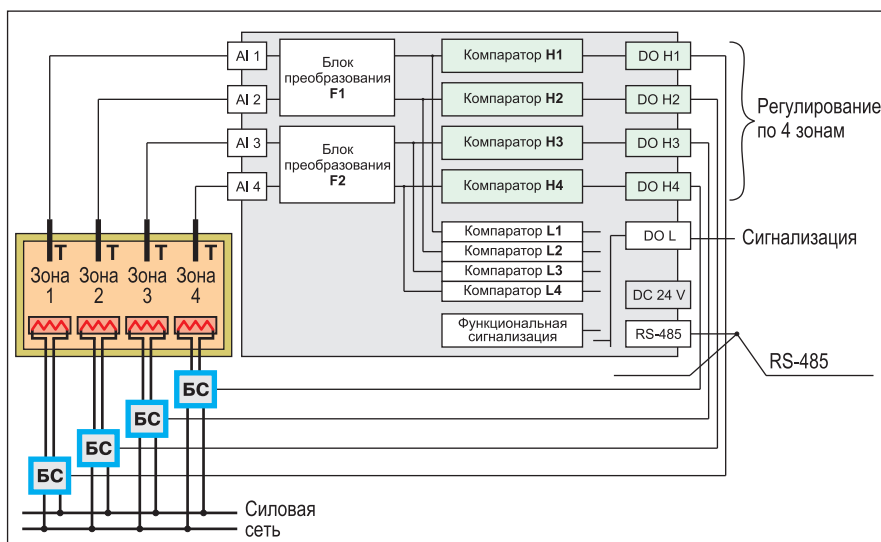 AI 1
Блок
преобразования
F1
Компаратор H1
DO H1
AI 2
Компаратор H2
DO H2
Регулирование
по 4 зонам
AI 3
Блок
преобразования
F2
Компаратор H3
DO H3
AI 4
Компаратор H4
DO H4
Компаратор L1
Компаратор L2
Компаратор L3
Компаратор L4
DO L
Сигнализация
DC 24 V
Функциональная
сигнализация
RS-485
RS-485
T T T T
Зона Зона Зона Зона
1 2 3 4
БС
БС
БС
БС
Силовая
сеть